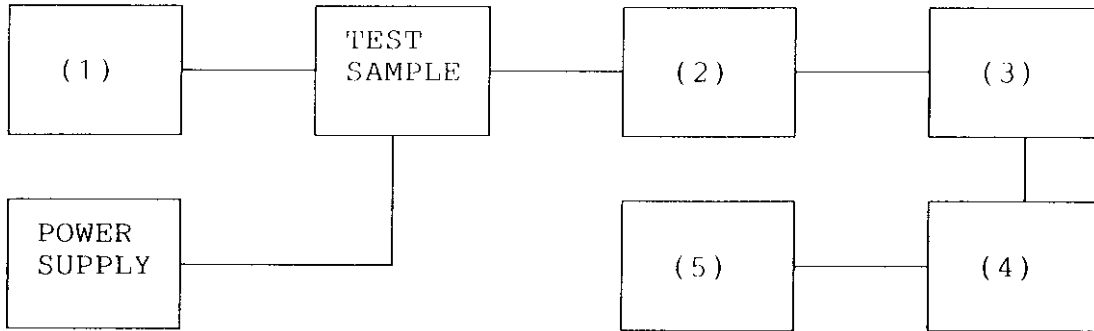 (1)
TEST
SAMPLE
(2)
(3)
POWER
SUPPLY
(5)
(4)